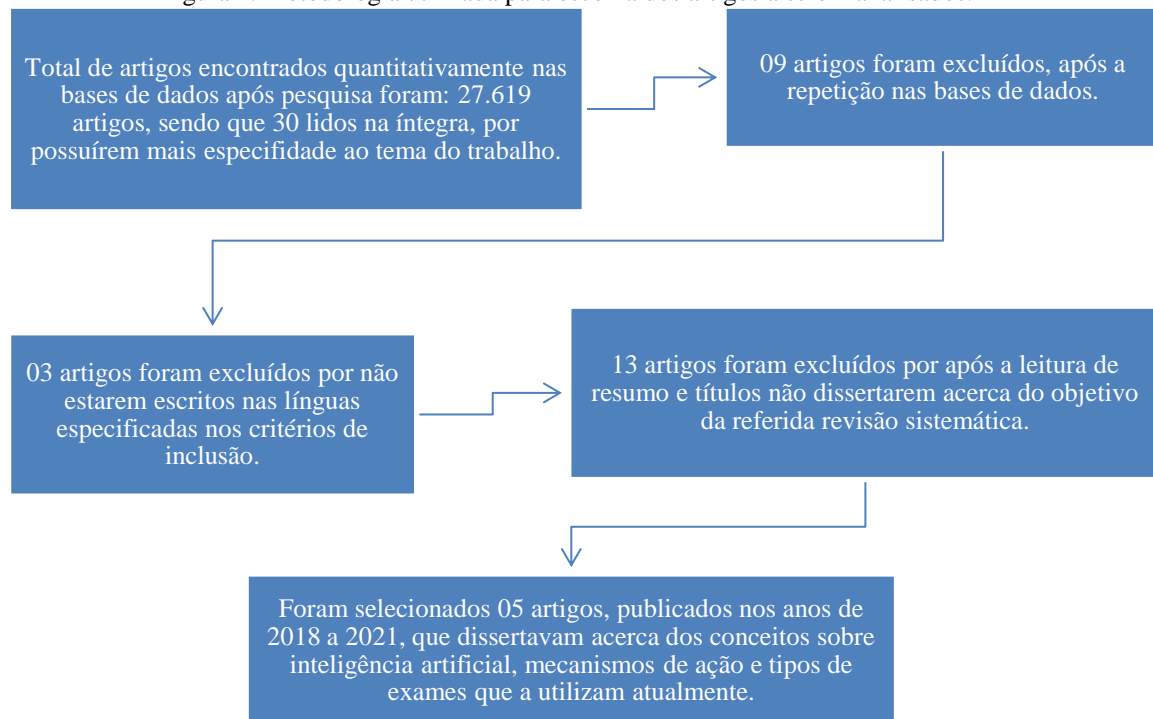 Total de artigos encontrados quantitativamente nas
bases de dados após pesquisa foram: 27.619
artigos, sendo que 30 lidos na íntegra, por
possuírem mais especifidade ao tema do trabalho.
09 artigos foram excluídos, após a
repetição nas bases de dados.
03 artigos foram excluídos por não
estarem escritos nas línguas
especificadas nos critérios de
inclusão.
13 artigos foram excluídos por após a leitura de
resumo e títulos não dissertarem acerca do objetivo
da referida revisão sistemática.
Foram selecionados 05 artigos, publicados nos anos de
2018 a 2021, que dissertavam acerca dos conceitos sobre
inteligência artificial, mecanismos de ação e tipos de
exames que a utilizam atualmente.